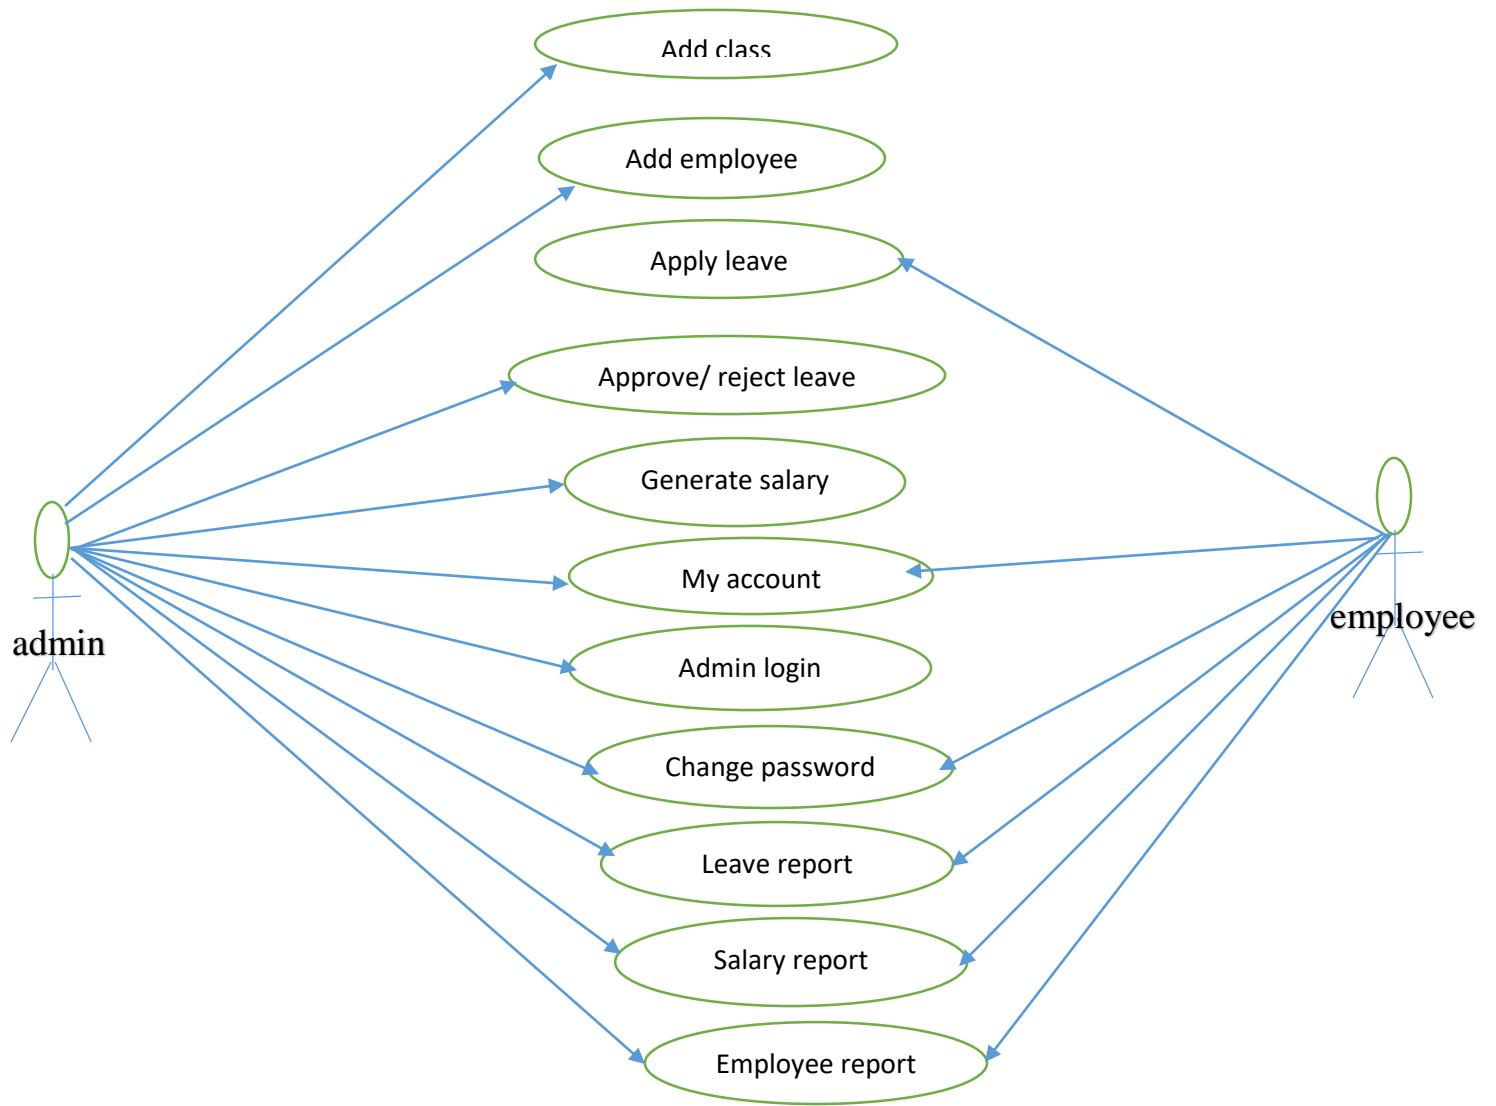 Add class
Add employee
Apply leave
Approve/ reject leave
Generate salary
My account
employee
admin
Admin login
Change password
Leave report
Salary report
Employee report